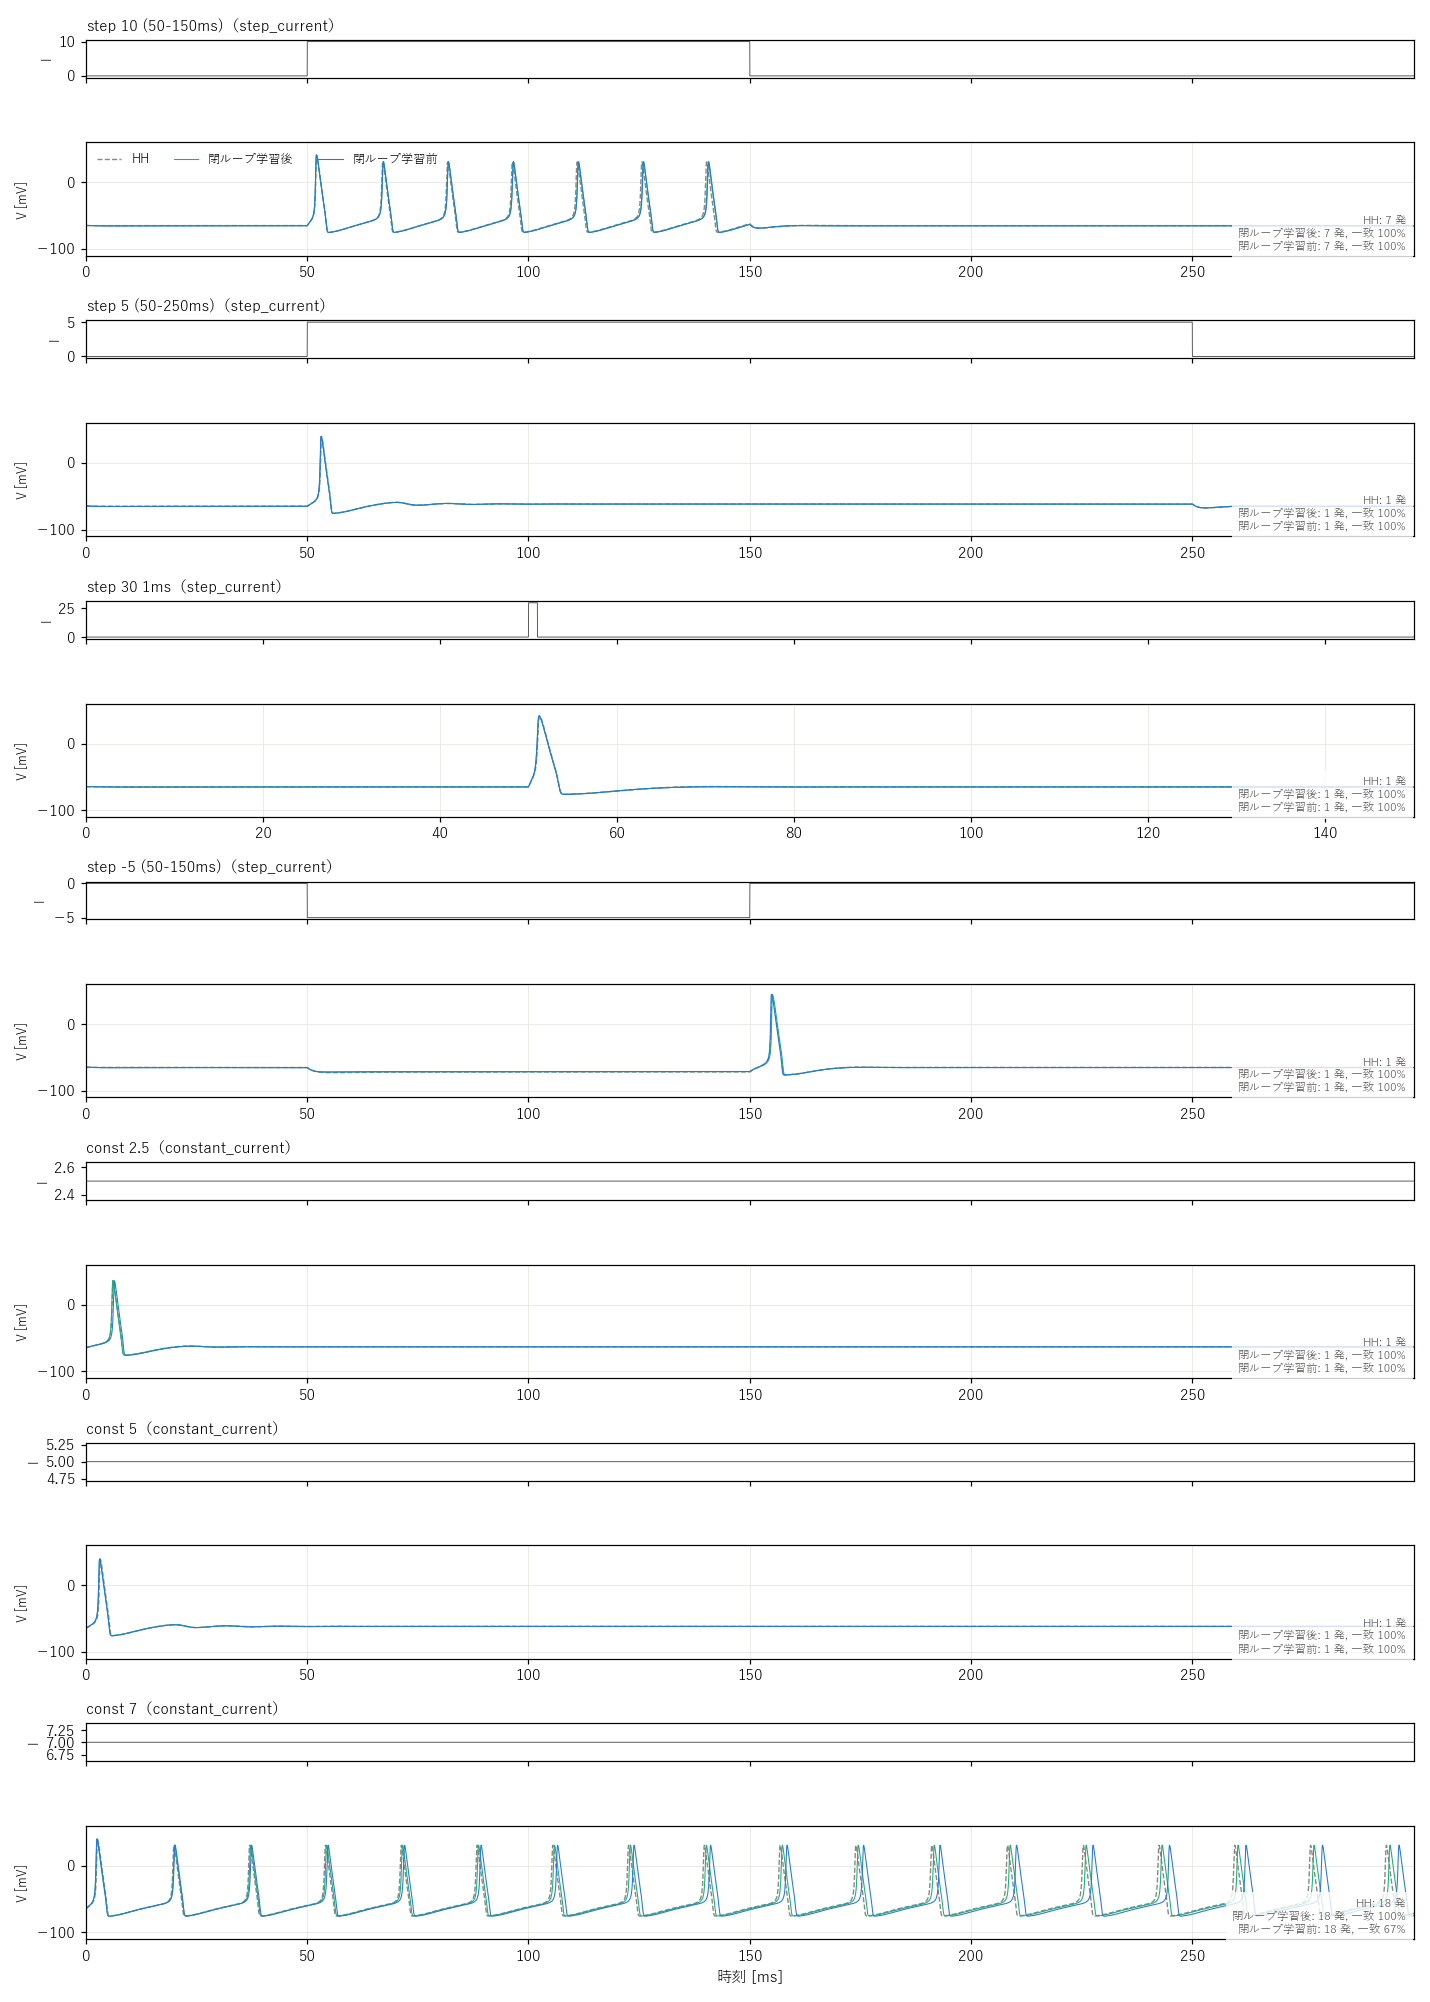 step 10 (50-150ms)（step_current）
10
I
0
V [mV]
0
−100
HH
閉ループ学習後
閉ループ学習前
HH: 7 発
閉ループ学習後: 7 発, 一致 100%
閉ループ学習前: 7 発, 一致 100%
0 50 100 150 200 250
step 5 (50-250ms)（step_current）
5
I
0
V [mV]
0
−100
HH: 1 発
閉ループ学習後: 1 発, 一致 100%
閉ループ学習前: 1 発, 一致 100%
0 50 100 150 200 250
step 30 1ms（step_current）
25
I
0
V [mV]
0
−100
HH: 1 発
閉ループ学習後: 1 発, 一致 100%
閉ループ学習前: 1 発, 一致 100%
0 20 40 60 80 100 120 140
step -5 (50-150ms)（step_current）
0
I
−5
V [mV]
0
−100
HH: 1 発
閉ループ学習後: 1 発, 一致 100%
閉ループ学習前: 1 発, 一致 100%
0 50 100 150 200 250
const 2.5（constant_current）
2.6
I
2.4
V [mV]
0
−100
HH: 1 発
閉ループ学習後: 1 発, 一致 100%
閉ループ学習前: 1 発, 一致 100%
0 50 100 150 200 250
const 5（constant_current）
5.25
I
5.00
4.75
V [mV]
0
−100
HH: 1 発
閉ループ学習後: 1 発, 一致 100%
閉ループ学習前: 1 発, 一致 100%
0 50 100 150 200 250
const 7（constant_current）
7.25
I
7.00
6.75
V [mV]
0
−100
HH: 18 発
閉ループ学習後: 18 発, 一致 100%
閉ループ学習前: 18 発, 一致 67%
0 50 100 150 200 250
時刻 [ms]